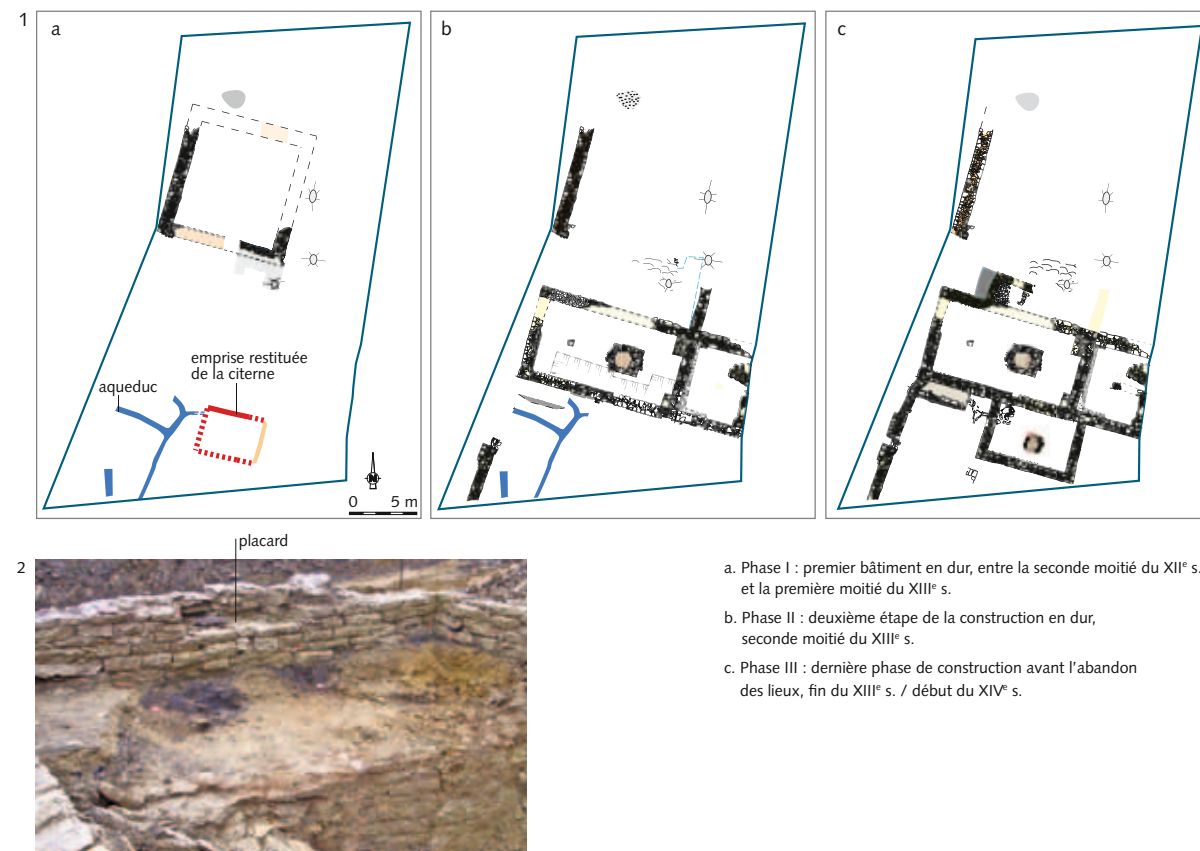 1
a
b
c
emprise restituée
de la citerne
aqueduc
N
0 5 m
placard
2
a. Phase I : premier bâtiment en dur, entre la seconde moitié du XIIᵉ s.
et la première moitié du XIIIᵉ s.
b. Phase II : deuxième étape de la construction en dur,
seconde moitié du XIIIᵉ s.
c. Phase III : dernière phase de construction avant l’abandon
des lieux, fin du XIIIᵉ s. / début du XIVᵉ s.